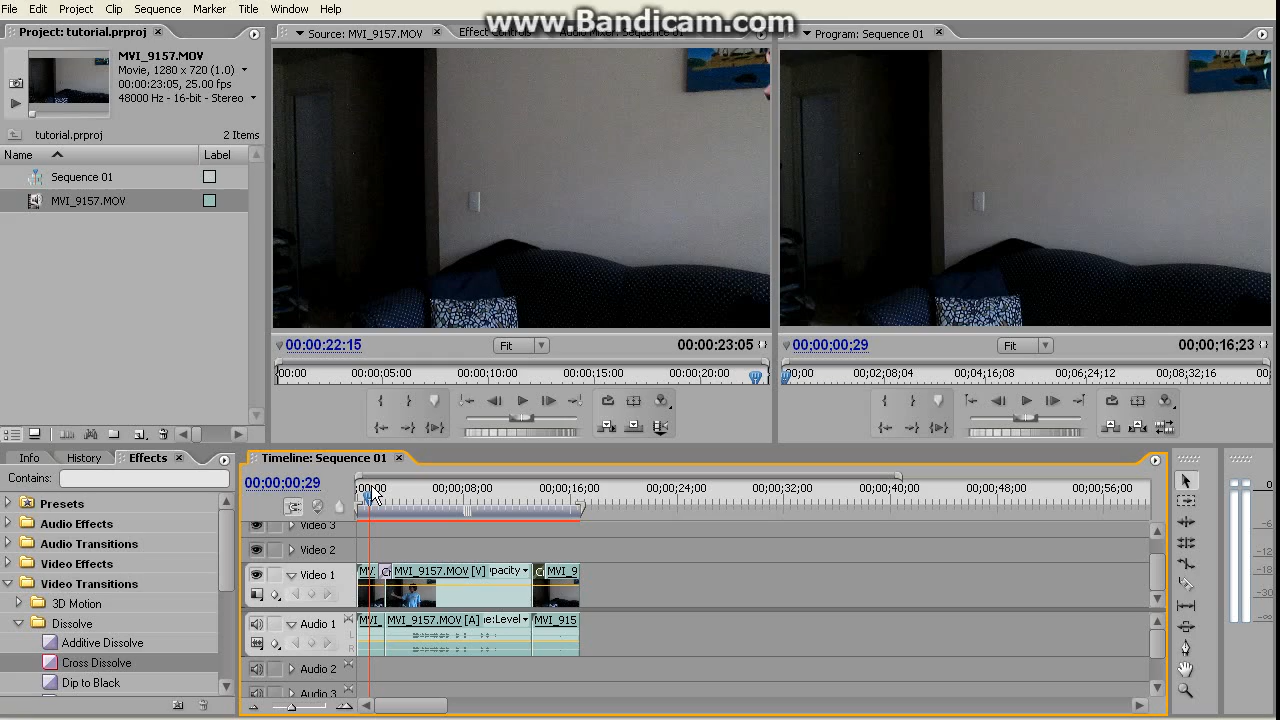 File Edit Project Clip Sequence Marker Title Window Help
www.Bandicam.com
Project: tutorial.prproj
MVI_9157.MOV
Movie, 1280 x 720 (1.0)
00:00:23:05, 25.00 fps
48000 Hz - 16-bit - Stereo
tutorial.prproj
2 Items
Name Label
Sequence 01
MVI_9157.MOV
Source: MVI_9157.MOV Effect Controls Audio Mixer: Sequence 01
Program: Sequence 01
00:00:22:15 Fit 00:00:23:05
00;00;00;29 Fit 00;00;16;23
:00:00 00:00:05:00 00:00:10:00 00:00:15:00 00:00:20:00
;00;00 00;02;08;04 00;04;16;08 00;06;24;12 00;08;32;16 00;
Info History Effects
Contains:
Presets
Audio Effects
Audio Transitions
Video Effects
Video Transitions
3D Motion
Dissolve
Additive Dissolve
Cross Dissolve
Dip to Black
Timeline: Sequence 01
00;00;00;29
;00;00 00;00;08;00 00;00;16;00 00;00;24;00 00;00;32;00 00;00;40;00 00;00;48;00 00;00;56;00
Video 3
Video 2
Video 1
MV MVI_9157.MOV [V] pacity MVI_9
Audio 1
MVI_ MVI_9157.MOV [A] ie:Level MVI_915
L
R
Audio 2
Audio 3
0
-6
-12
-18
-30